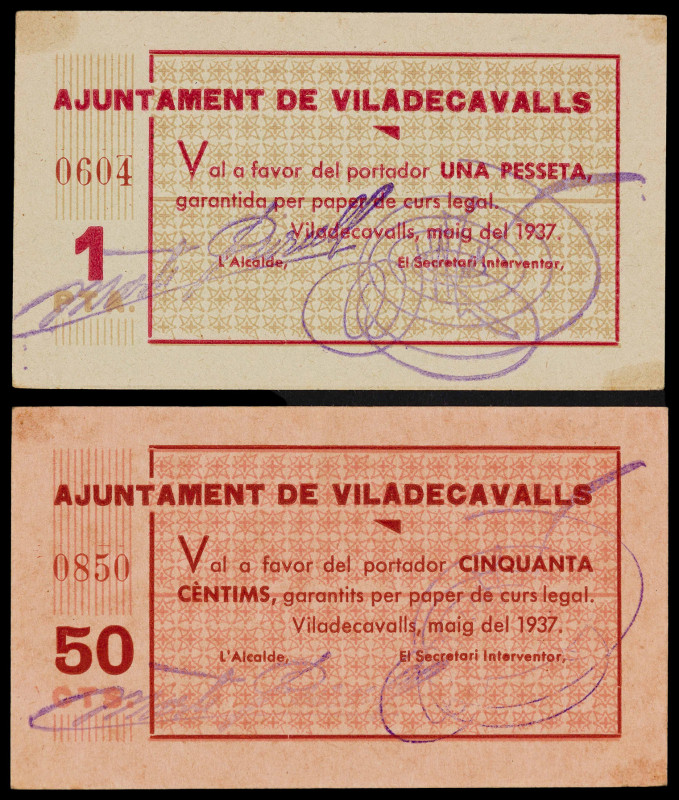 AJUNTAMENT DE VILADECAVALLS
0604
Val a favor del portador UNA PESSETA,
garantida per paper de curs legal.
Viladecavalls, maig del 1937.
1
PTA.
L'Alcalde, El Secretari Interventor,
AJUNTAMENT DE VILADECAVALLS
0850
Val a favor del portador CINQUANTA
CÈNTIMS, garantits per paper de curs legal.
Viladecavalls, maig del 1937.
50
CTS.
L'Alcalde, El Secretari Interventor,